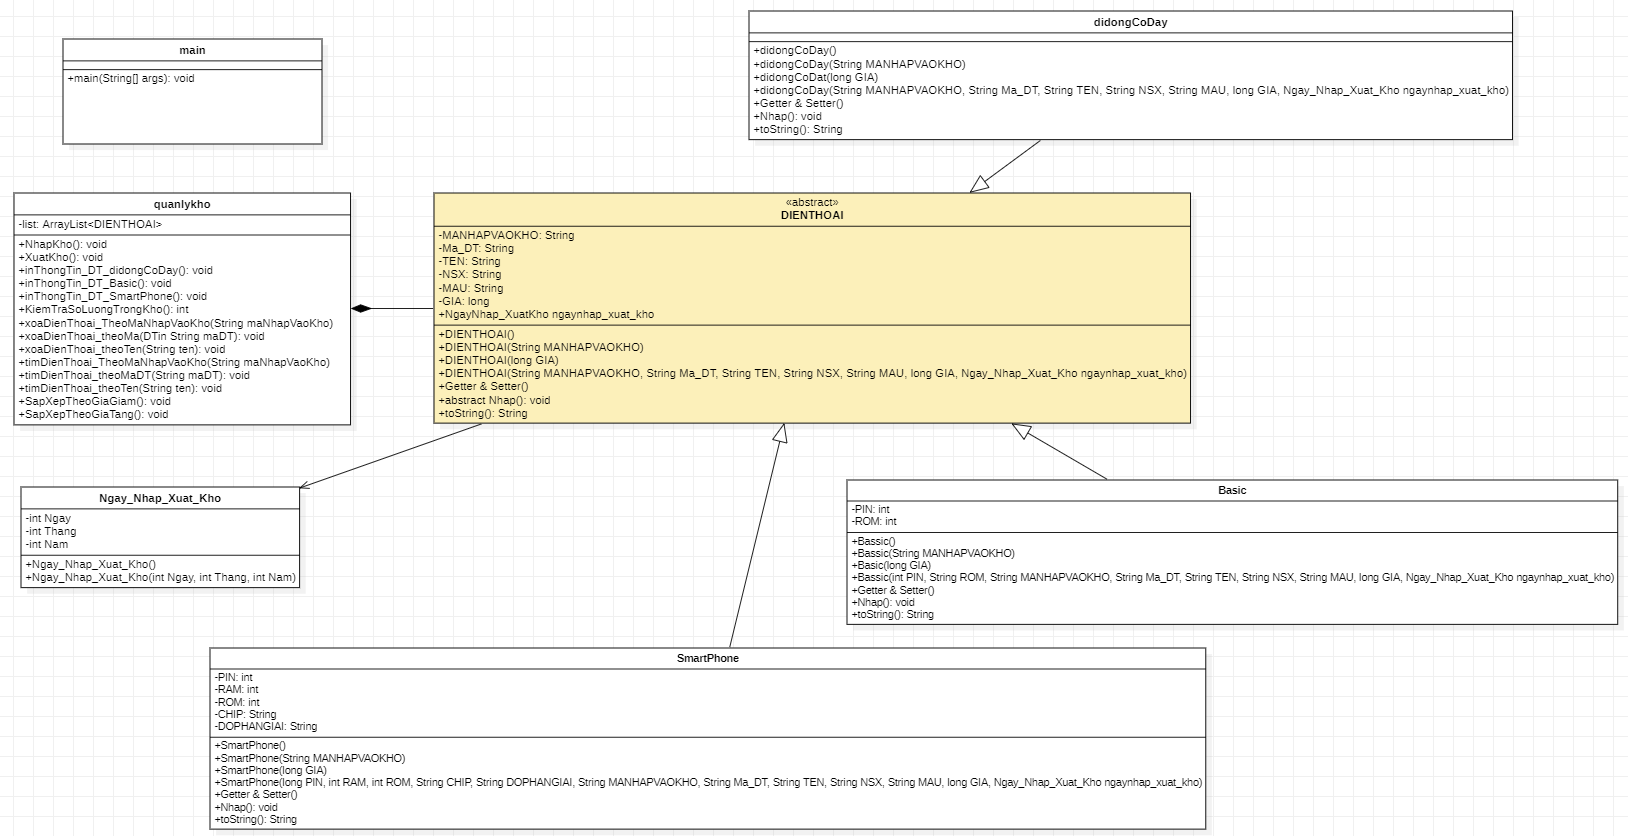 main
+main(String[] args): void
didongCoDay
+didongCoDay()
+didongCoDay(String MANHAPVAOKHO)
+didongCoDat(long GIA)
+didongCoDay(String MANHAPVAOKHO, String Ma_DT, String TEN, String NSX, String MAU, long GIA, Ngay_Nhap_Xuat_Kho ngaynhap_xuat_kho)
+Getter & Setter()
+Nhap(): void
+toString(): String
quanlykho
-list: ArrayList<DIENTHOAI>
+NhapKho(): void
+XuatKho(): void
+inThongTin_DT_didongCoDay(): void
+inThongTin_DT_Basic(): void
+inThongTin_DT_SmartPhone(): void
+KiemTraSoLuongTrongKho(): int
+xoaDienThoai_TheoMaNhapVaoKho(String maNhapVaoKho)
+xoaDienThoai_theoMa(DTin String maDT): void
+xoaDienThoai_theoTen(String ten): void
+timDienThoai_TheoMaNhapVaoKho(String maNhapVaoKho)
+timDienThoai_theoMaDT(String maDT): void
+timDienThoai_theoTen(String ten): void
+SapXepTheoGiaGiam(): void
+SapXepTheoGiaTang(): void
«abstract»
DIENTHOAI
-MANHAPVAOKHO: String
-Ma_DT: String
-TEN: String
-NSX: String
-MAU: String
-GIA: long
+NgayNhap_XuatKho ngaynhap_xuat_kho
+DIENTHOAI()
+DIENTHOAI(String MANHAPVAOKHO)
+DIENTHOAI(long GIA)
+DIENTHOAI(String MANHAPVAOKHO, String Ma_DT, String TEN, String NSX, String MAU, long GIA, Ngay_Nhap_Xuat_Kho ngaynhap_xuat_kho)
+Getter & Setter()
+abstract Nhap(): void
+toString(): String
Ngay_Nhap_Xuat_Kho
-int Ngay
-int Thang
-int Nam
+Ngay_Nhap_Xuat_Kho()
+Ngay_Nhap_Xuat_Kho(int Ngay, int Thang, int Nam)
Basic
-PIN: int
-ROM: int
+Bassic()
+Bassic(String MANHAPVAOKHO)
+Basic(long GIA)
+Bassic(int PIN, String ROM, String MANHAPVAOKHO, String Ma_DT, String TEN, String NSX, String MAU, long GIA, Ngay_Nhap_Xuat_Kho ngaynhap_xuat_kho)
+Getter & Setter()
+Nhap(): void
+toString(): String
SmartPhone
-PIN: int
-RAM: int
-ROM: int
-CHIP: String
-DOPHANGIAI: String
+SmartPhone()
+SmartPhone(String MANHAPVAOKHO)
+SmartPhone(long GIA)
+SmartPhone(long PIN, int RAM, int ROM, String CHIP, String DOPHANGIAI, String MANHAPVAOKHO, String Ma_DT, String TEN, String NSX, String MAU, long GIA, Ngay_Nhap_Xuat_Kho ngaynhap_xuat_kho)
+Getter & Setter()
+Nhap(): void
+toString(): String